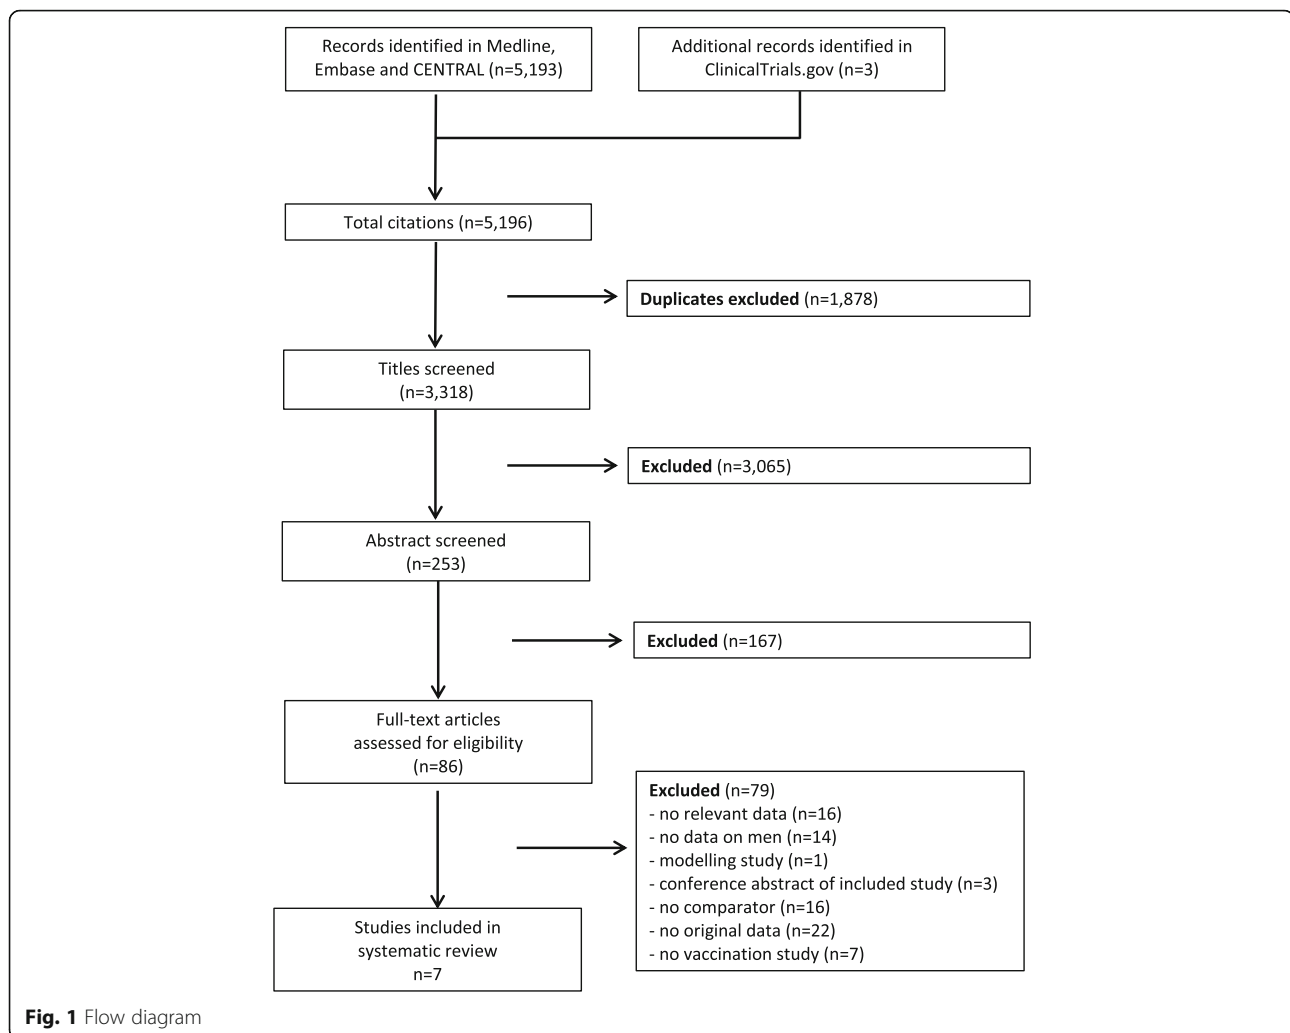 Records identified in Medline,
Embase and CENTRAL (n=5,193)
Additional records identified in
ClinicalTrials.gov (n=3)
Total citations (n=5,196)
Duplicates excluded (n=1,878)
Titles screened
(n=3,318)
Excluded (n=3,065)
Abstract screened
(n=253)
Excluded (n=167)
Full-text articles
assessed for eligibility
(n=86)
Excluded (n=79)
- no relevant data (n=16)
- no data on men (n=14)
- modelling study (n=1)
- conference abstract of included study (n=3)
- no comparator (n=16)
- no original data (n=22)
- no vaccination study (n=7)
Studies included in
systematic review
n=7
Fig. 1 Flow diagram